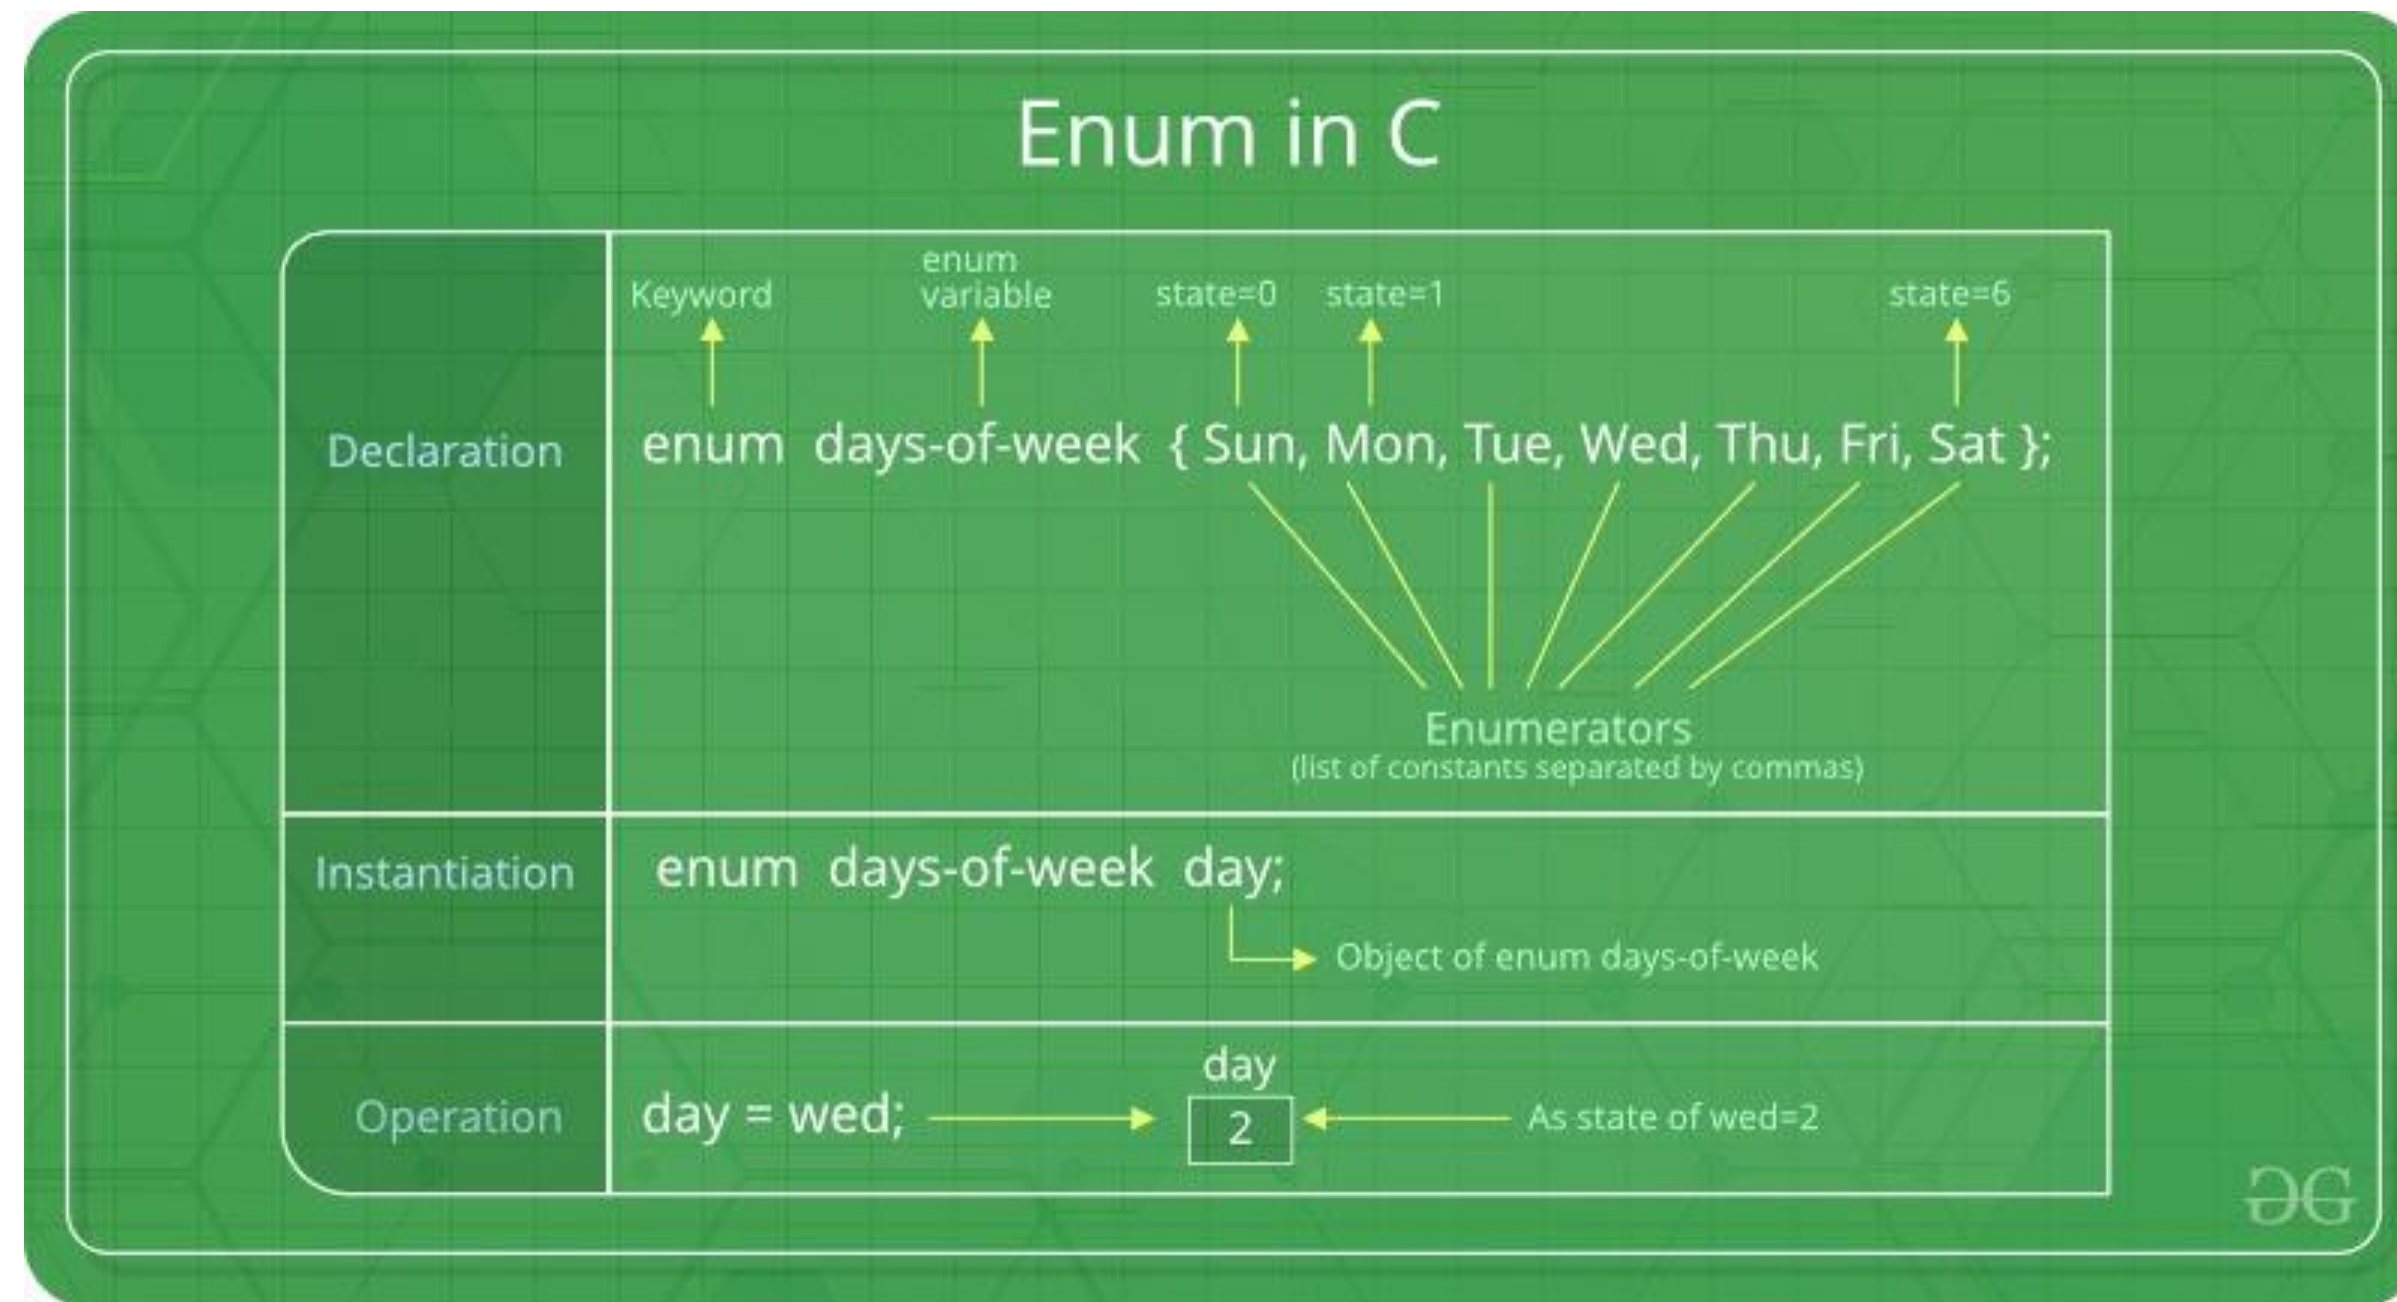 Enum in C
Keyword
enum
variable
state=0
state=1
state=6
Declaration
enum days-of-week { Sun, Mon, Tue, Wed, Thu, Fri, Sat };
Enumerators
(list of constants separated by commas)
Instantiation
enum days-of-week day;
Object of enum days-of-week
Operation
day = wed;
day
2
As state of wed=2